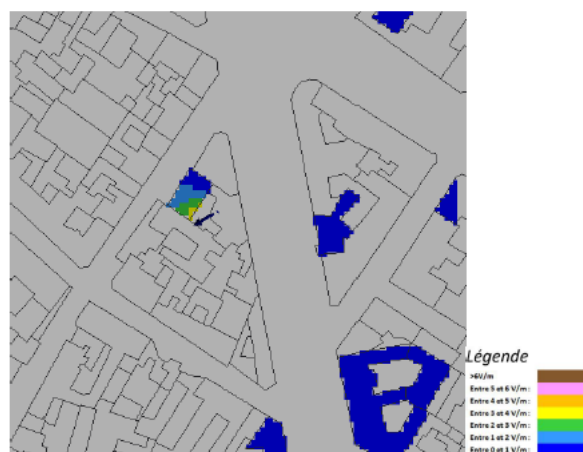 Légende
>6V/m
Entre 5 et 6 V/m :
Entre 4 et 5 V/m :
Entre 3 et 4 V/m :
Entre 2 et 3 V/m :
Entre 1 et 2 V/m :
Entre 0 et 1 V/m :